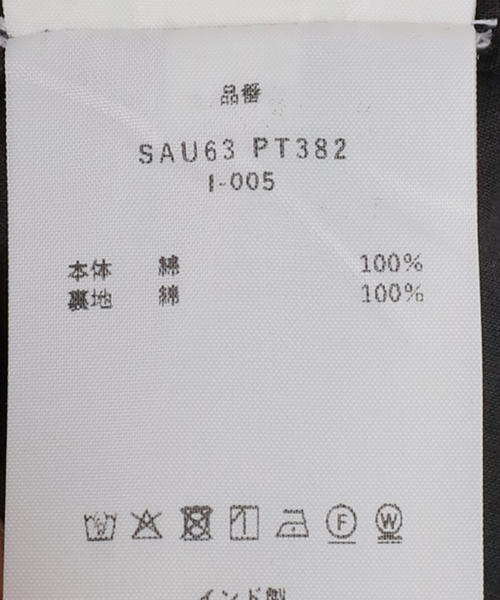 品番
SAU63 PT382
I-005
本体 綿 100%
裏地 綿 100%
F W
インド製